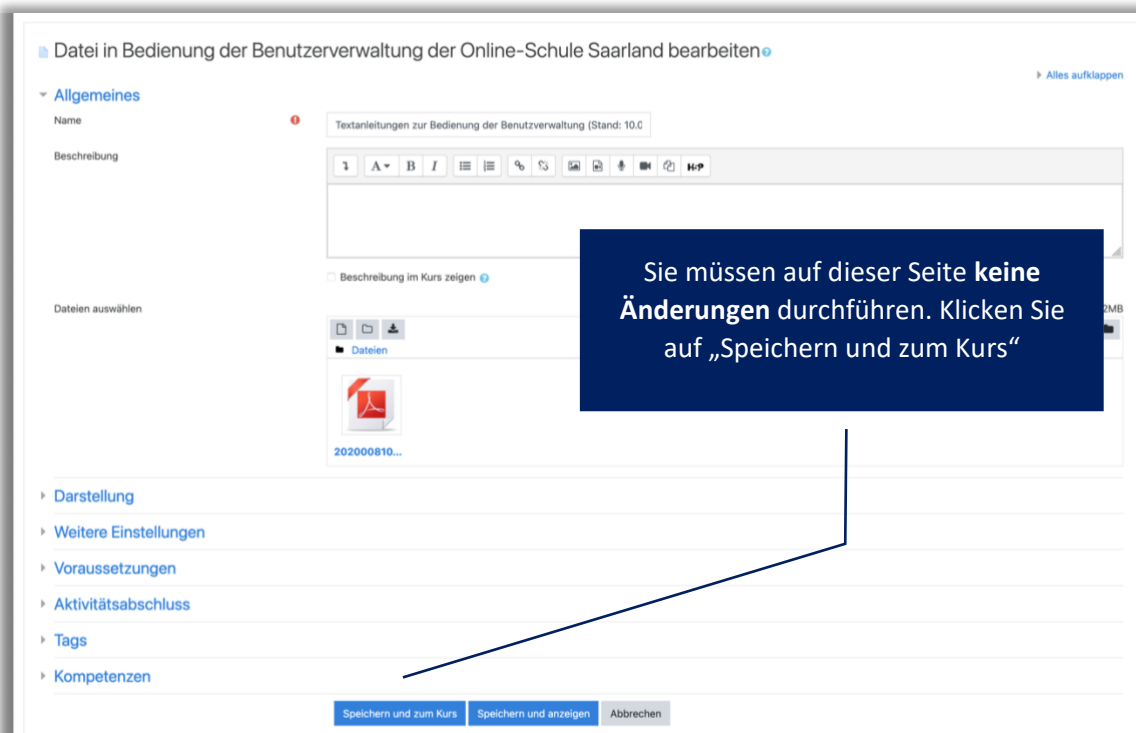 Datei in Bedienung der Benutzerverwaltung der Online-Schule Saarland bearbeiten
Alles aufklappen
Allgemeines
Name
Textanleitungen zur Bedienung der Benutzerverwaltung (Stand: 10.0
Beschreibung
A B I H-P
Beschreibung im Kurs zeigen
Sie müssen auf dieser Seite keine
Änderungen durchführen. Klicken Sie
auf „Speichern und zum Kurs“
Dateien auswählen
2MB
Dateien
202000810...
Darstellung
Weitere Einstellungen
Voraussetzungen
Aktivitätsabschluss
Tags
Kompetenzen
Speichern und zum Kurs Speichern und anzeigen Abbrechen